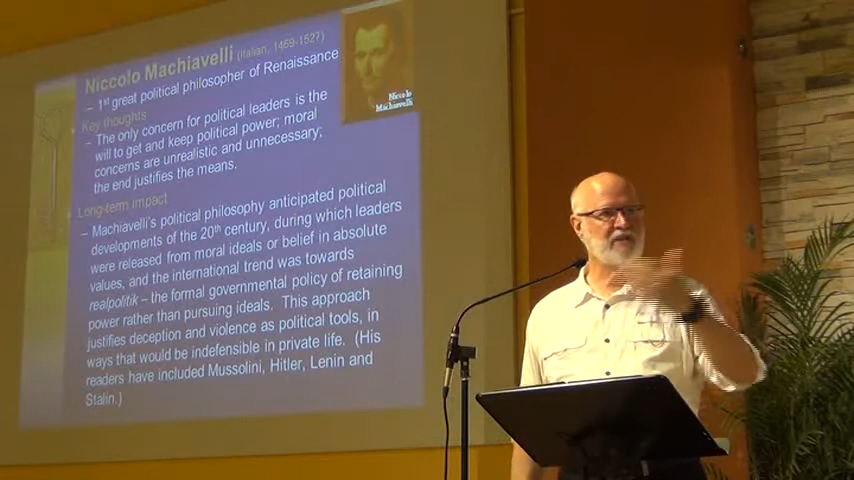 Niccolo Machiavelli (Italian, 1469-1527)
– 1st great political philosopher of Renaissance
Key thoughts
– The only concern for political leaders is the
will to get and keep political power; moral
concerns are unrealistic and unnecessary;
the end justifies the means.
Long-term impact
– Machiavelli's political philosophy anticipated political
developments of the 20th century, during which leaders
were released from moral ideals or belief in absolute
values, and the international trend was towards
realpolitik – the formal governmental policy of retaining
power rather than pursuing ideals. This approach
justifies deception and violence as political tools, in
ways that would be indefensible in private life. (His
readers have included Mussolini, Hitler, Lenin and
Stalin.)
Niccolo
Machiavelli